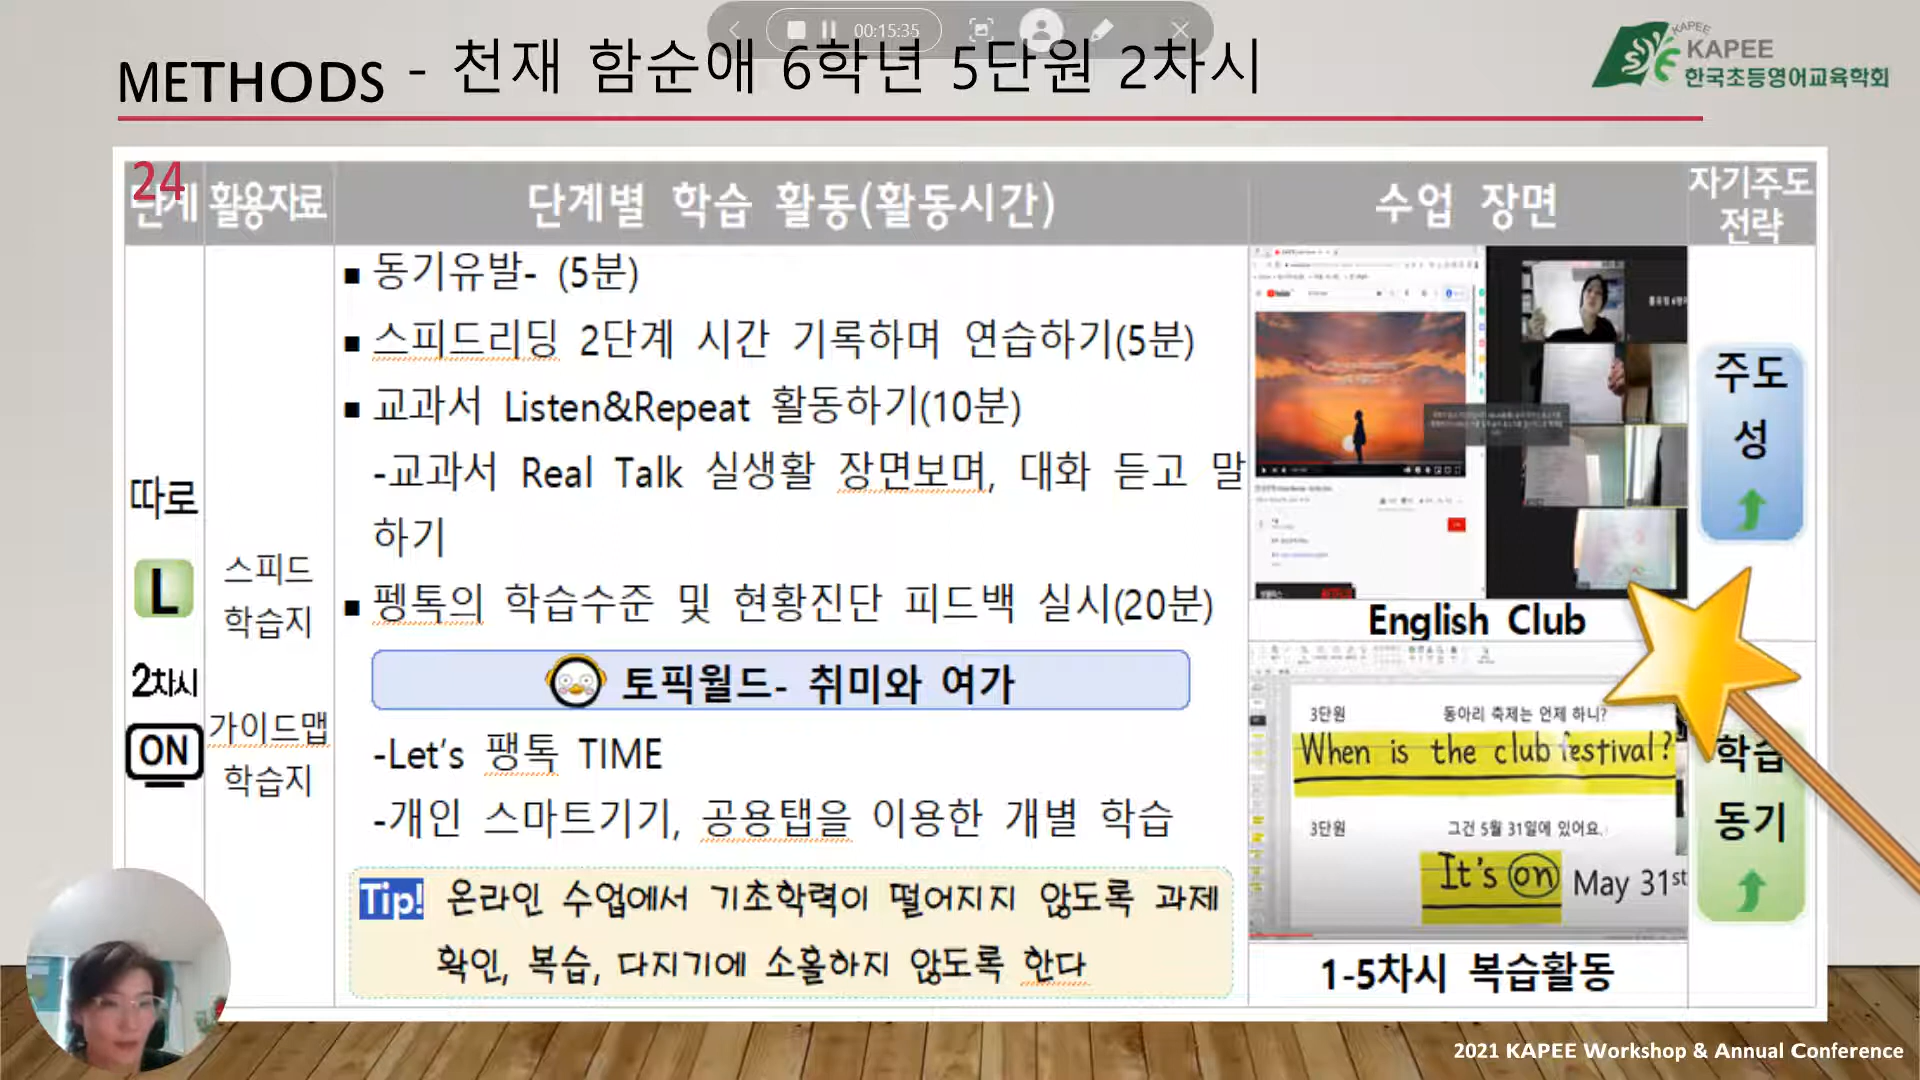 00:15:35
METHODS - 천재 함순애 6학년 5단원 2차시
KAPEE
KAPEE
한국초등영어교육학회
24
단계
활용자료
단계별 학습 활동(활동시간)
수업 장면
자기주도
전략
따로
L
2차시
ON
스피드
학습지
가이드맵
학습지
■ 동기유발- (5분)
■ 스피드리딩 2단계 시간 기록하며 연습하기(5분)
■ 교과서 Listen&Repeat 활동하기(10분)
-교과서 Real Talk 실생활 장면보며, 대화 듣고 말
하기
■ 펭톡의 학습수준 및 현황진단 피드백 실시(20분)
토픽월드- 취미와 여가
-Let's 팽톡 TIME
-개인 스마트기기, 공용탭을 이용한 개별 학습
Tip! 온라인 수업에서 기초학력이 떨어지지 않도록 과제
확인, 복습, 다지기에 소홀하지 않도록 한다
English Club
3단원 동아리 축제는 언제 하니?
When is the club festival?
3단원 그건 5월 31일에 있어요.
It's on May 31st
1-5차시 복습활동
주도
성
학습
동기
2021 KAPEE Workshop & Annual Conference